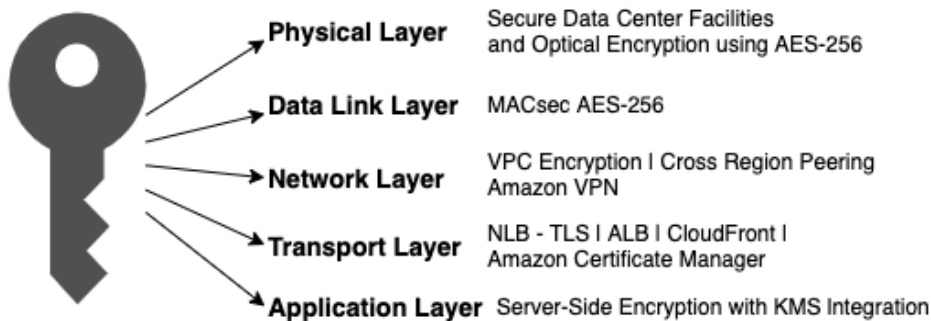 Physical Layer
Secure Data Center Facilities
and Optical Encryption using AES-256
Data Link Layer
MACsec AES-256
Network Layer
VPC Encryption | Cross Region Peering
Amazon VPN
Transport Layer
NLB - TLS | ALB | CloudFront |
Amazon Certificate Manager
Application Layer
Server-Side Encryption with KMS Integration